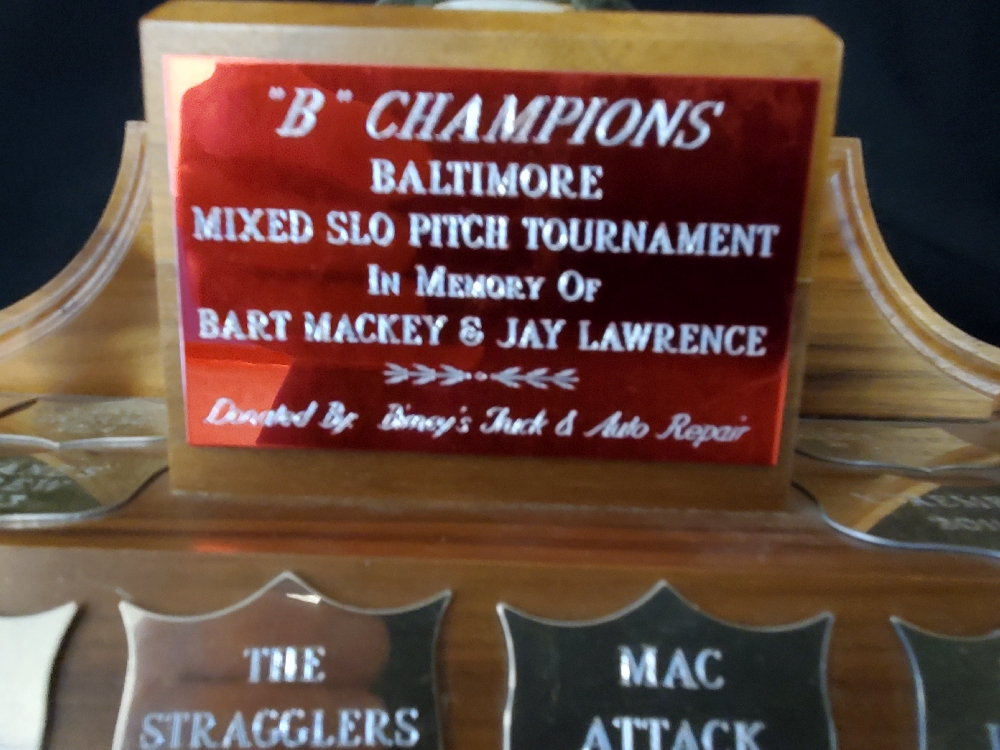 "B" CHAMPIONS
BALTIMORE
MIXED SLO PITCH TOURNAMENT
IN MEMORY OF
BART MACKEY & JAY LAWRENCE
Donated By: Birney's Truck & Auto Repair
THE
STRAGGLERS
MAC
ATTACK